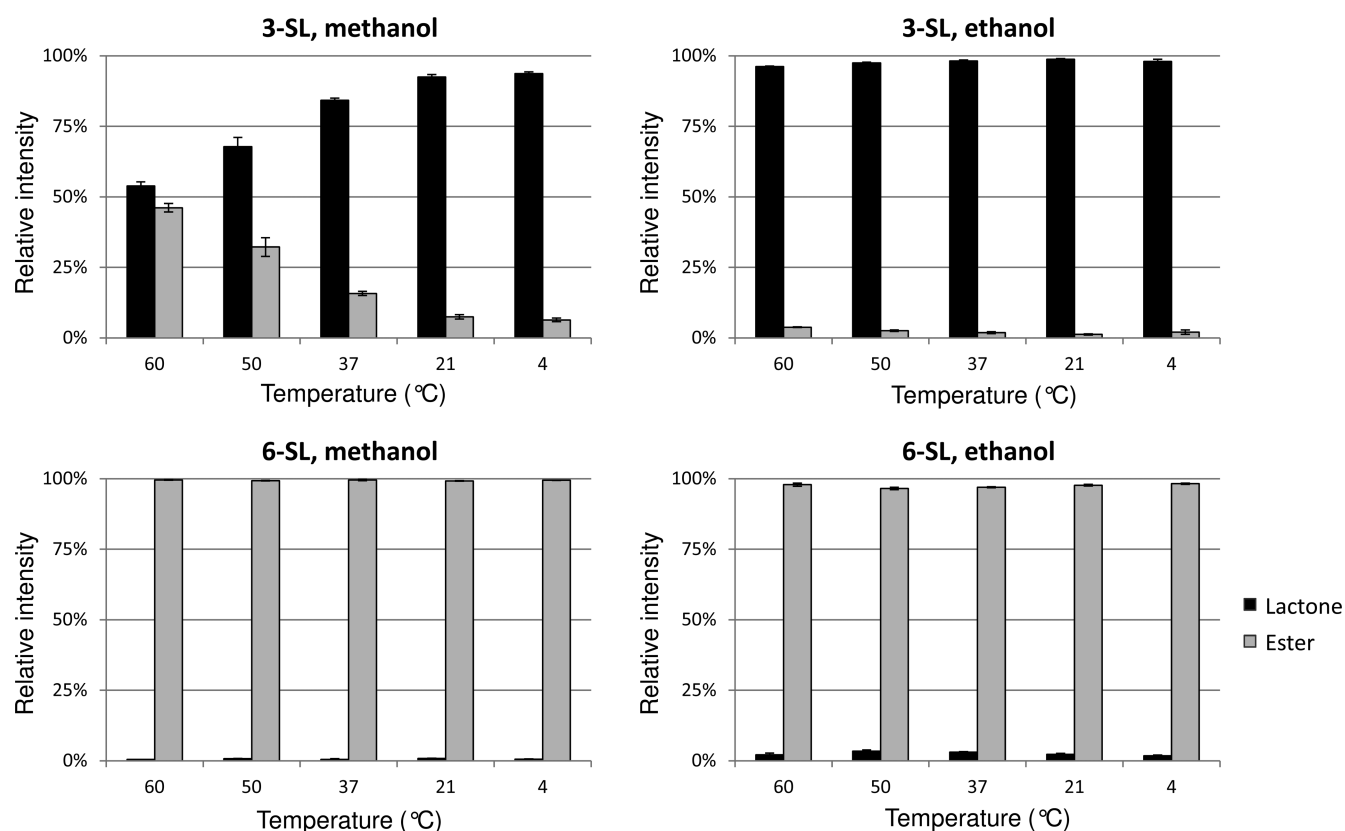 3-SL, methanol
100%
75%
50%
25%
0%
Relative intensity
60 50 37 21 4
Temperature (°C)
3-SL, ethanol
100%
75%
50%
25%
0%
Relative intensity
60 50 37 21 4
Temperature (°C)
6-SL, methanol
100%
75%
50%
25%
0%
Relative intensity
60 50 37 21 4
Temperature (°C)
6-SL, ethanol
100%
75%
50%
25%
0%
Relative intensity
60 50 37 21 4
Temperature (°C)
Lactone
Ester